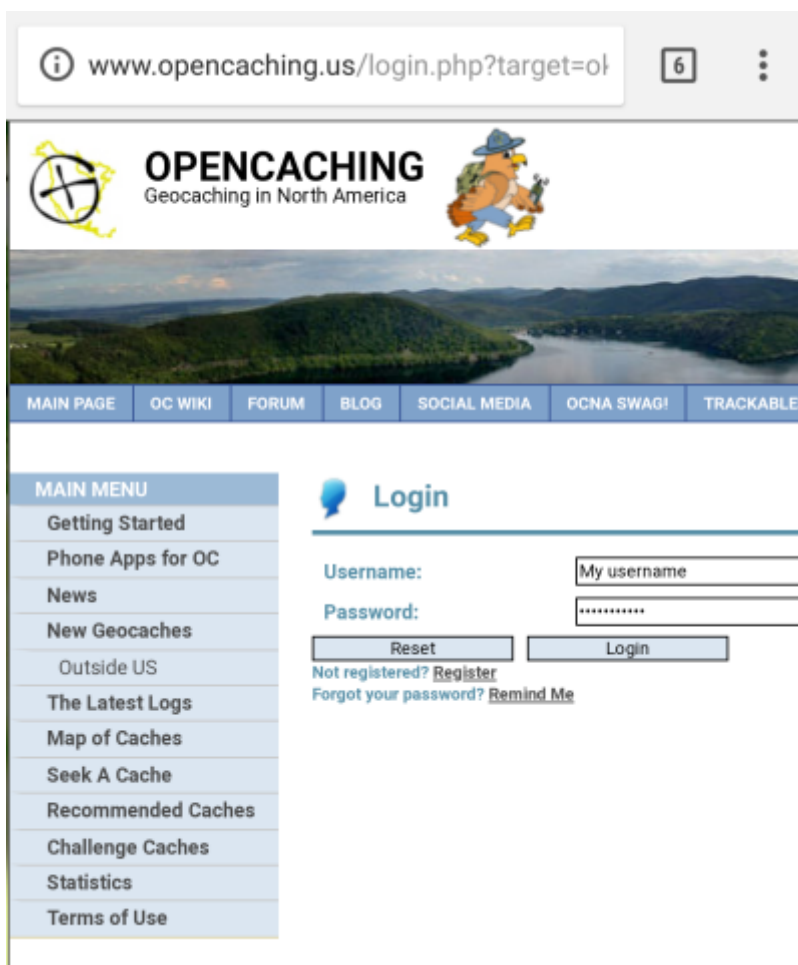 www.opencaching.us/login.php?target=ok
6
OPENCACHING
Geocaching in North America
MAIN PAGE OC WIKI FORUM BLOG SOCIAL MEDIA OCNA SWAG! TRACKABLE
MAIN MENU
Getting Started
Phone Apps for OC
News
New Geocaches
Outside US
The Latest Logs
Map of Caches
Seek A Cache
Recommended Caches
Challenge Caches
Statistics
Terms of Use
Login
Username: My username
Password: •••••••••••
Reset Login
Not registered? Register
Forgot your password? Remind Me